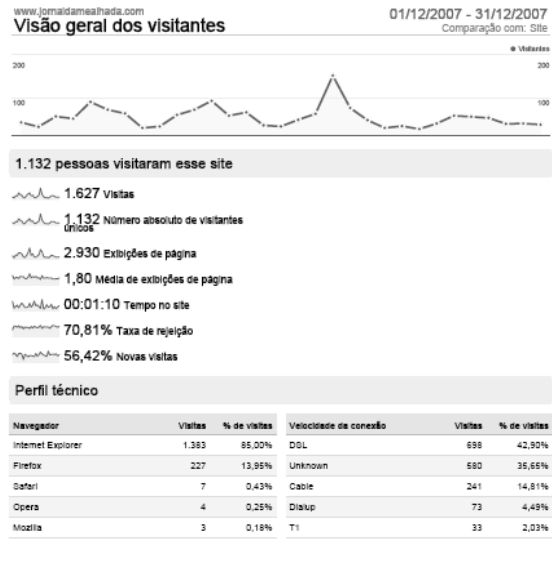 www.jornaldamealhada.com
Visão geral dos visitantes
01/12/2007 - 31/12/2007
Comparação com: Site
Visitantes
200 200
100 100
1.132 pessoas visitaram esse site
1.627 Visitas
1.132 Número absoluto de visitantes
únicos
2.930 Exibições de página
1,80 Média de exibições de página
00:01:10 Tempo no site
70,81% Taxa de rejeição
56,42% Novas visitas
Perfil técnico
Navegador Visitas % de visitas Velocidade da conexão Visitas % de visitas
Internet Explorer 1.383 85,00% DSL 698 42,90%
Firefox 227 13,95% Unknown 580 35,65%
Safari 7 0,43% Cable 241 14,81%
Opera 4 0,25% Dialup 73 4,49%
Mozilla 3 0,18% T1 33 2,03%